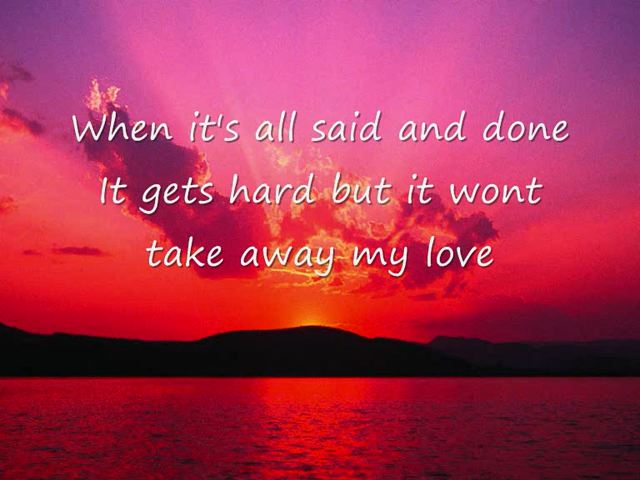 When it's all said and done
It gets hard but it wont
take away my love